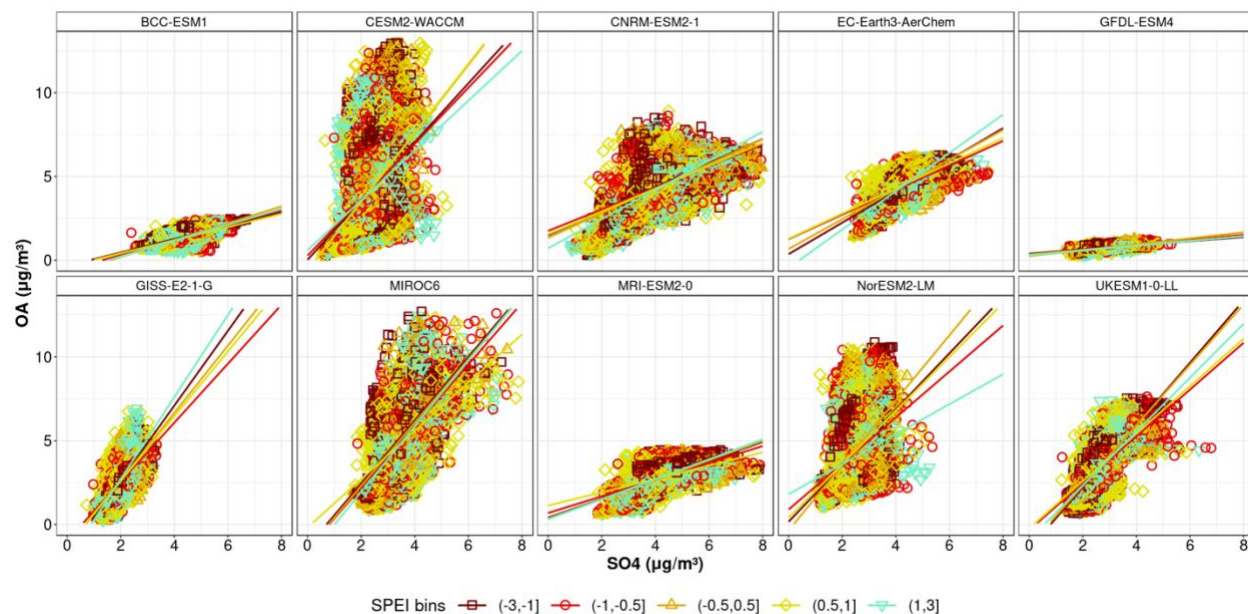 BCC-ESM1 CESM2-WACCM CNRM-ESM2-1 EC-Earth3-AerChem GFDL-ESM4
10
5
0
GISS-E2-1-G MIROC6 MRI-ESM2-0 NorESM2-LM UKESM1-0-LL
10
5
0
OA (μg/m³)
0 2 4 6 8 0 2 4 6 8 0 2 4 6 8 0 2 4 6 8 0 2 4 6 8
SO4 (μg/m³)
SPEI bins (-3,-1] (-1,-0.5] (-0.5,0.5] (0.5,1] (1,3]